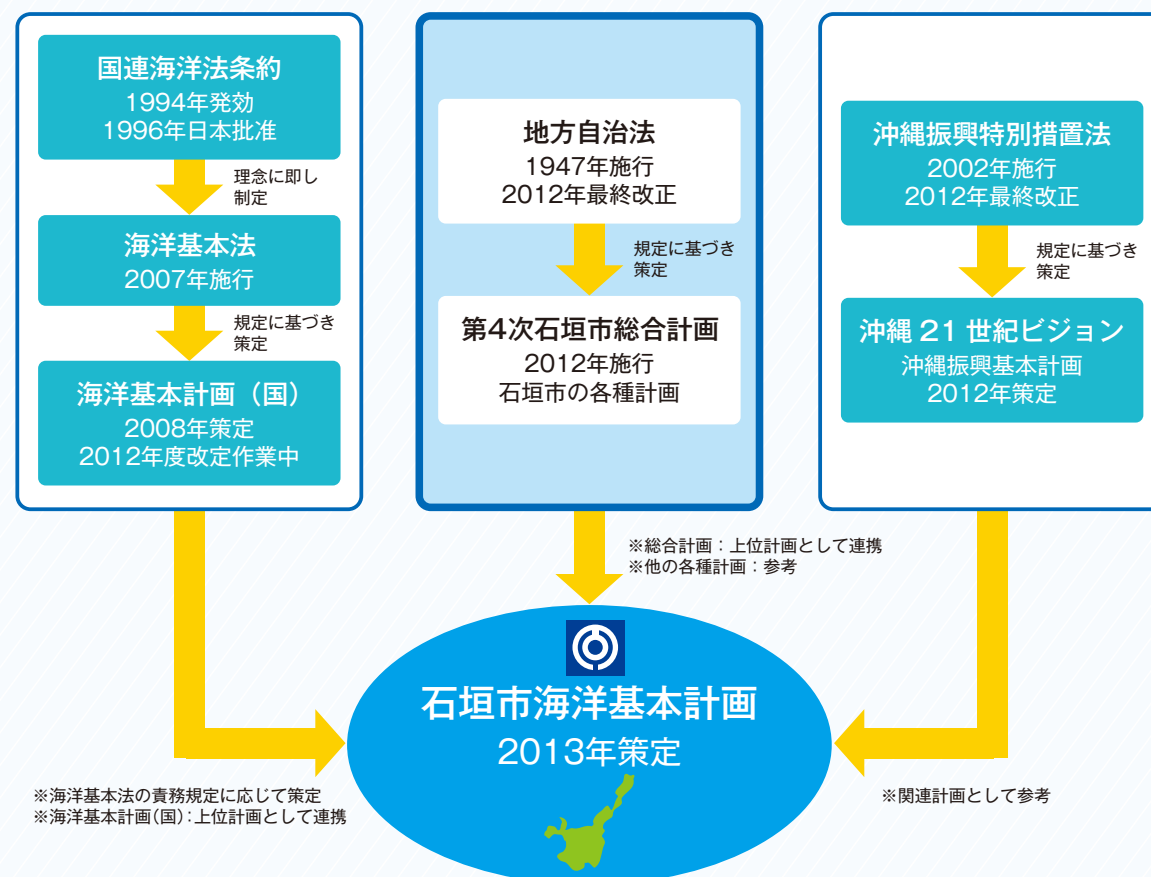 国連海洋法条約
1994年発効
1996年日本批准
理念に即し
制定
海洋基本法
2007年施行
規定に基づき
策定
海洋基本計画（国）
2008年策定
2012年度改定作業中
地方自治法
1947年施行
2012年最終改正
規定に基づき
策定
第4次石垣市総合計画
2012年施行
石垣市の各種計画
沖縄振興特別措置法
2002年施行
2012年最終改正
規定に基づき
策定
沖縄 21 世紀ビジョン
沖縄振興基本計画
2012年策定
※総合計画：上位計画として連携
※他の各種計画：参考
石垣市海洋基本計画
2013年策定
※海洋基本法の責務規定に応じて策定
※海洋基本計画(国)：上位計画として連携
※関連計画として参考